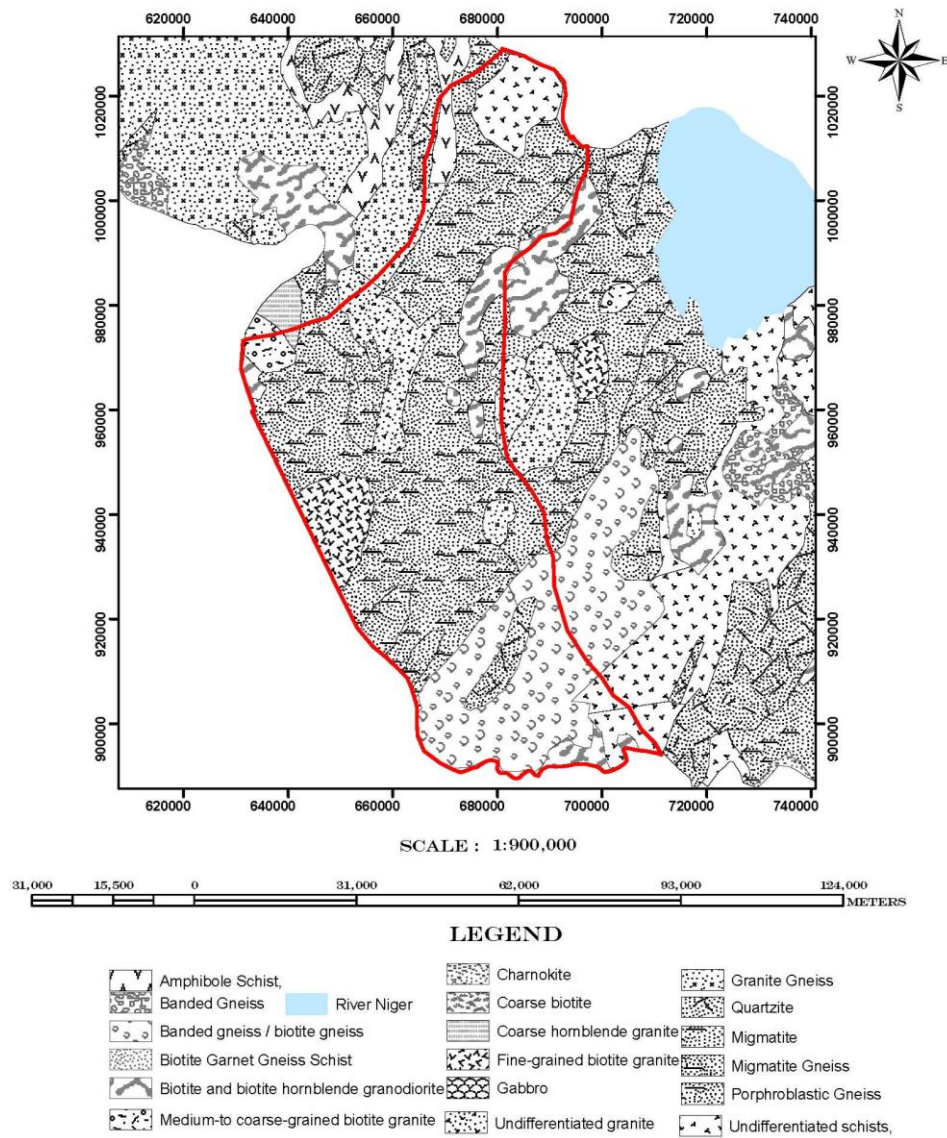 620000 640000 660000 680000 700000 720000 740000
N
W E
S
1020000 1020000
1000000 1000000
980000 980000
960000 960000
940000 940000
920000 920000
900000 900000
620000 640000 660000 680000 700000 720000 740000
SCALE : 1:900,000
31,000 15,500 0 31,000 62,000 93,000 124,000
METERS
LEGEND
Amphibole Schist,
Banded Gneiss
River Niger
Banded gneiss / biotite gneiss
Biotite Garnet Gneiss Schist
Biotite and biotite hornblende granodiorite
Medium-to coarse-grained biotite granite
Charnokite
Coarse biotite
Coarse hornblende granite
Fine-grained biotite granite
Gabbro
Undifferentiated granite
Granite Gneiss
Quartzite
Migmatite
Migmatite Gneiss
Porphroblastic Gneiss
Undifferentiated schists,